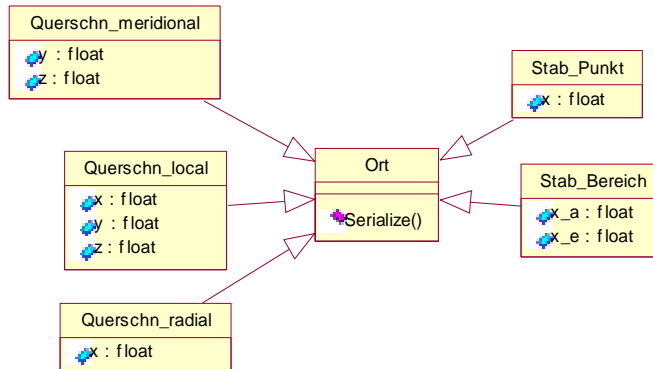 Querschn_meridional
y : float
z : float
Stab_Punkt
x : float
Querschn_local
x : float
y : float
z : float
Ort
Serialize()
Stab_Bereich
x_a : float
x_e : float
Querschn_radial
x : float